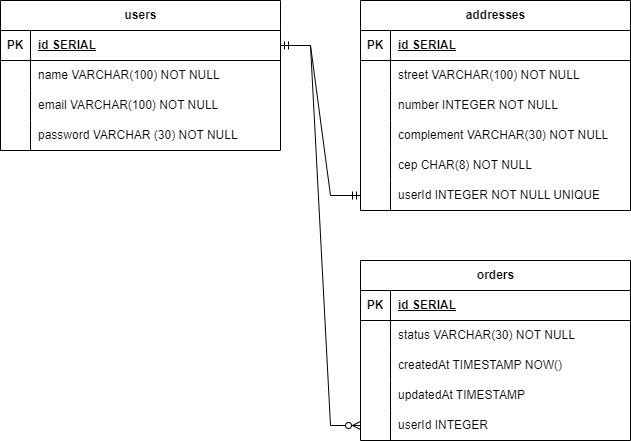 users
PK id SERIAL
name VARCHAR(100) NOT NULL
email VARCHAR(100) NOT NULL
password VARCHAR (30) NOT NULL
addresses
PK id SERIAL
street VARCHAR(100) NOT NULL
number INTEGER NOT NULL
complement VARCHAR(30) NOT NULL
cep CHAR(8) NOT NULL
userId INTEGER NOT NULL UNIQUE
orders
PK id SERIAL
status VARCHAR(30) NOT NULL
createdAt TIMESTAMP NOW()
updatedAt TIMESTAMP
userId INTEGER